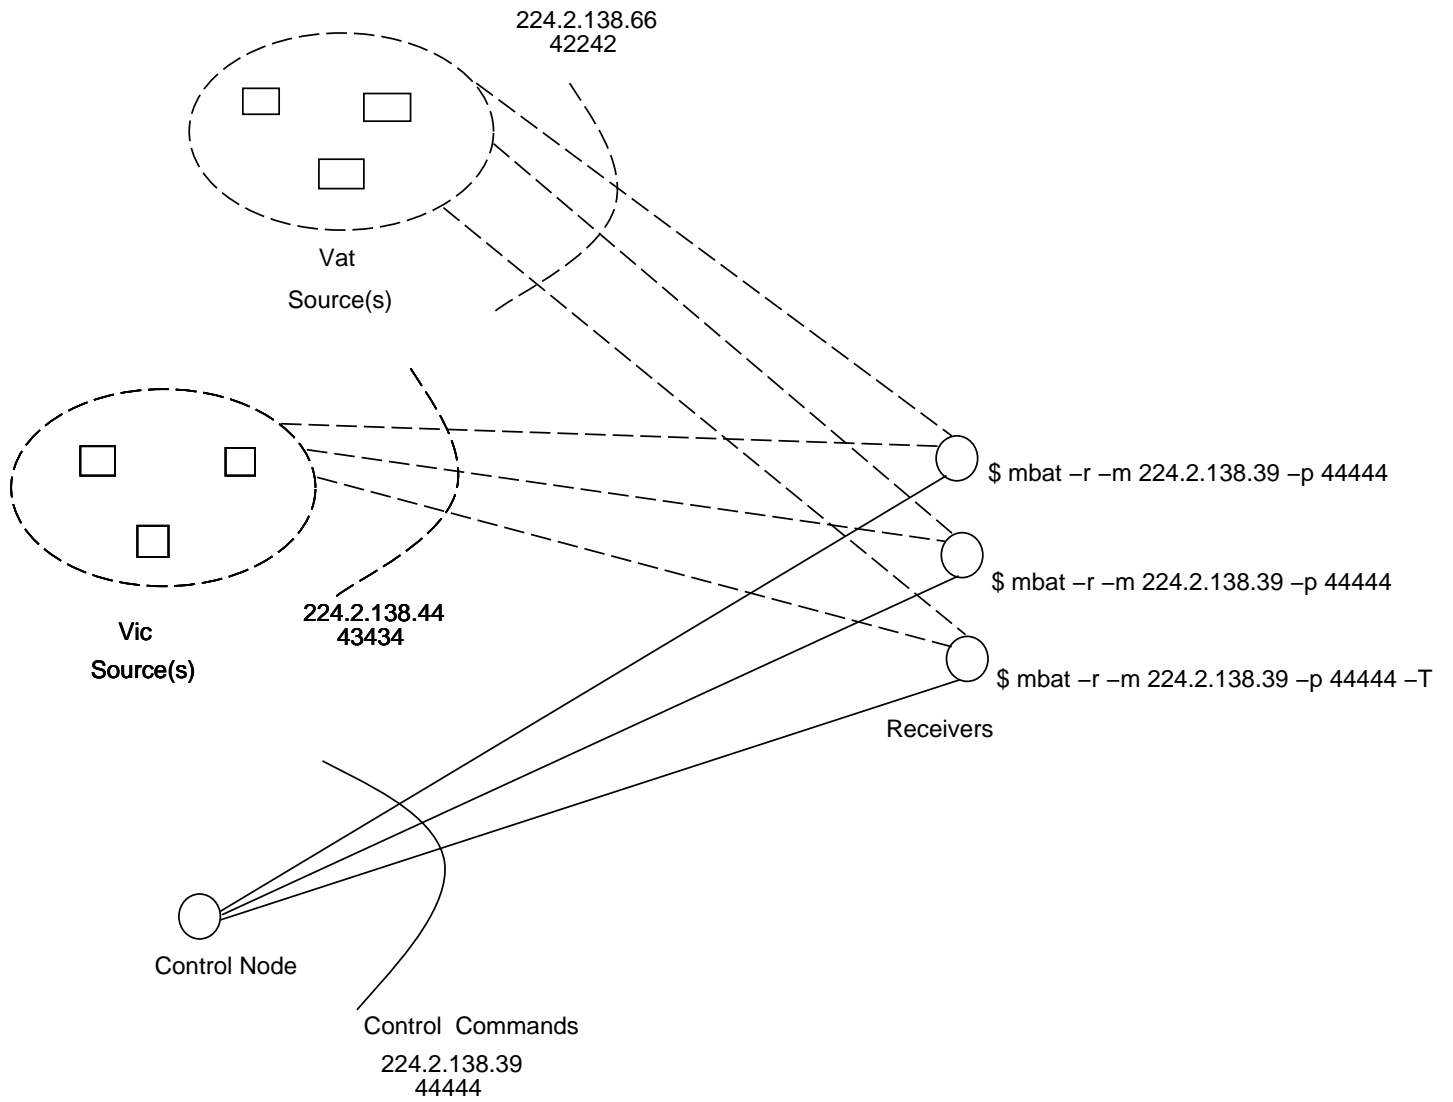 224.2.138.66
42242
Vat
Source(s)
$ mbat –r –m 224.2.138.39 –p 44444
$ mbat –r –m 224.2.138.39 –p 44444
224.2.138.44
43434
Vic
Source(s)
$ mbat –r –m 224.2.138.39 –p 44444 –T
Receivers
Control Node
Control Commands
224.2.138.39
44444